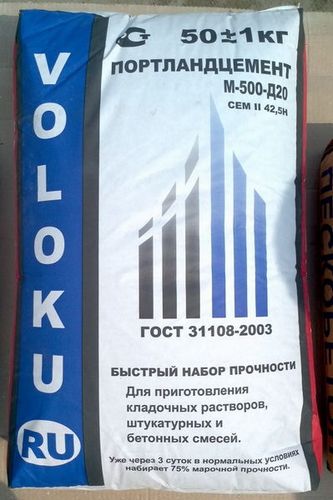 VOLOKU
RU
50±1кг
ПОРТЛАНДЦЕМЕНТ
М-500-Д20
CEM II 42,5Н
ГОСТ 31108-2003
БЫСТРЫЙ НАБОР ПРОЧНОСТИ
Для приготовления
кладочных растворов,
штукатурных и
бетонных смесей.
Уже через 3 суток в нормальных условиях
набирает 75% марочной прочности.